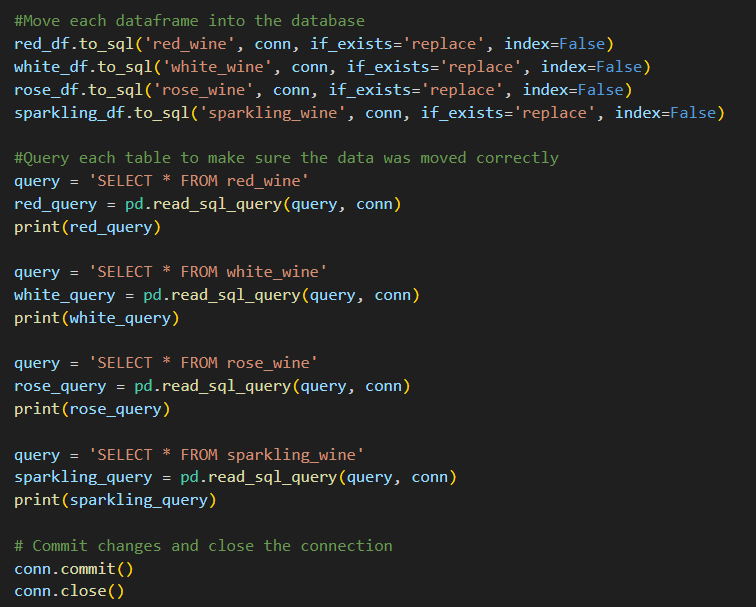 #Move each dataframe into the database
red_df.to_sql('red_wine', conn, if_exists='replace', index=False)
white_df.to_sql('white_wine', conn, if_exists='replace', index=False)
rose_df.to_sql('rose_wine', conn, if_exists='replace', index=False)
sparkling_df.to_sql('sparkling_wine', conn, if_exists='replace', index=False)

#Query each table to make sure the data was moved correctly
query = 'SELECT * FROM red_wine'
red_query = pd.read_sql_query(query, conn)
print(red_query)

query = 'SELECT * FROM white_wine'
white_query = pd.read_sql_query(query, conn)
print(white_query)

query = 'SELECT * FROM rose_wine'
rose_query = pd.read_sql_query(query, conn)
print(rose_query)

query = 'SELECT * FROM sparkling_wine'
sparkling_query = pd.read_sql_query(query, conn)
print(sparkling_query)

# Commit changes and close the connection
conn.commit()
conn.close()